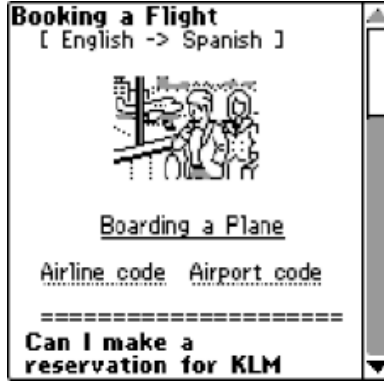 Booking a Flight
[ English -> Spanish ]
Boarding a Plane
Airline code Airport code
=====================
Can I make a
reservation for KLM